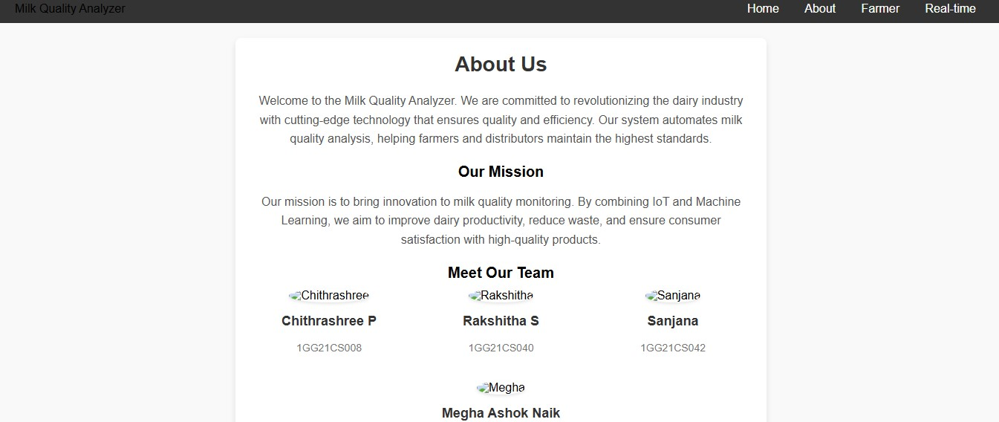 Milk Quality Analyzer Home About Farmer Real-time
About Us
Welcome to the Milk Quality Analyzer. We are committed to revolutionizing the dairy industry
with cutting-edge technology that ensures quality and efficiency. Our system automates milk
quality analysis, helping farmers and distributors maintain the highest standards.
Our Mission
Our mission is to bring innovation to milk quality monitoring. By combining IoT and Machine
Learning, we aim to improve dairy productivity, reduce waste, and ensure consumer
satisfaction with high-quality products.
Meet Our Team
Chithrashree Rakshitha Sanjana
Chithrashree P Rakshitha S Sanjana
1GG21CS008 1GG21CS040 1GG21CS042
Megha
Megha Ashok Naik